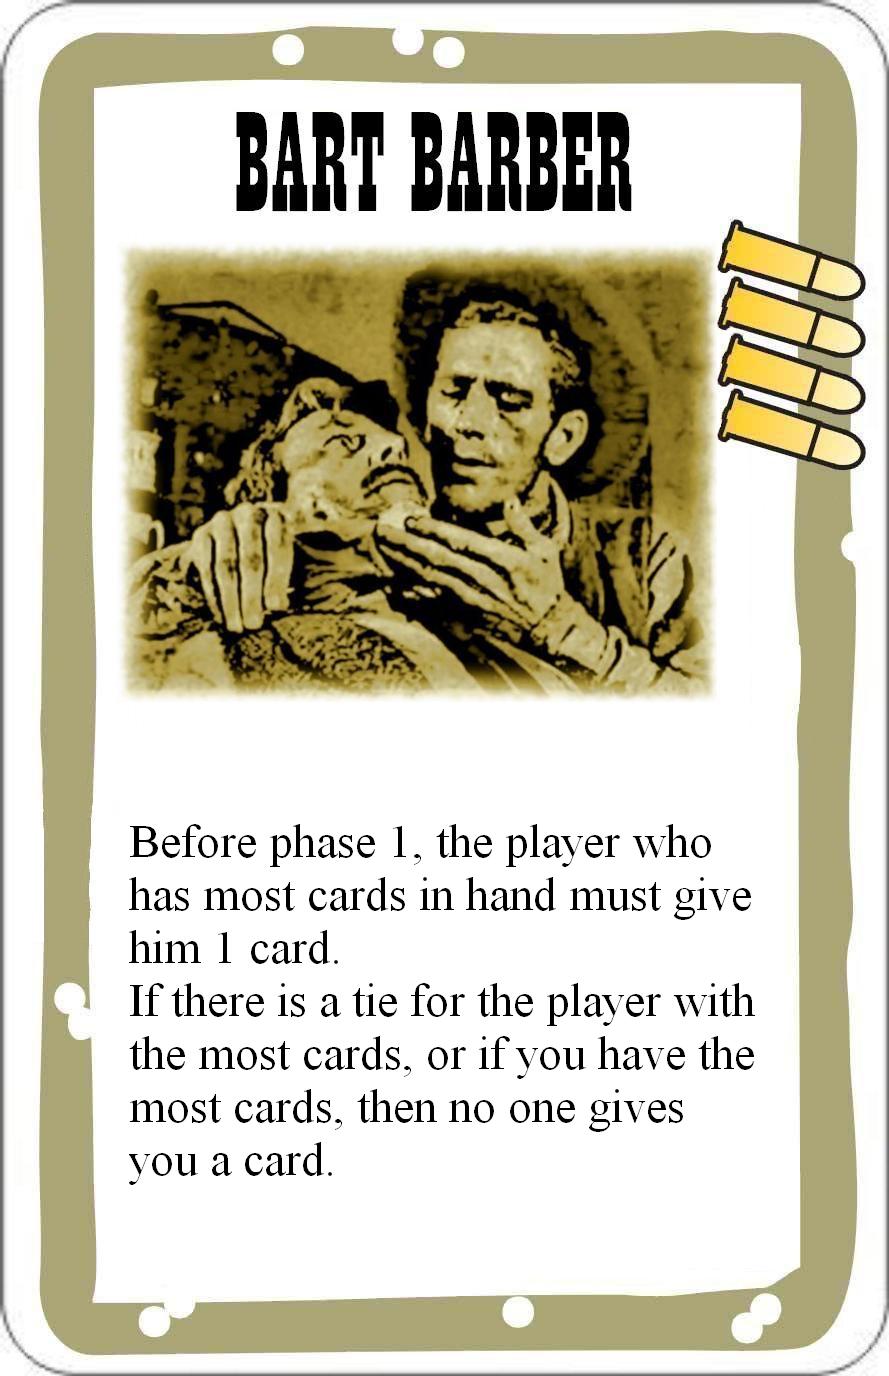 BART BARBER
Before phase 1, the player who
has most cards in hand must give
him 1 card.
If there is a tie for the player with
the most cards, or if you have the
most cards, then no one gives
you a card.